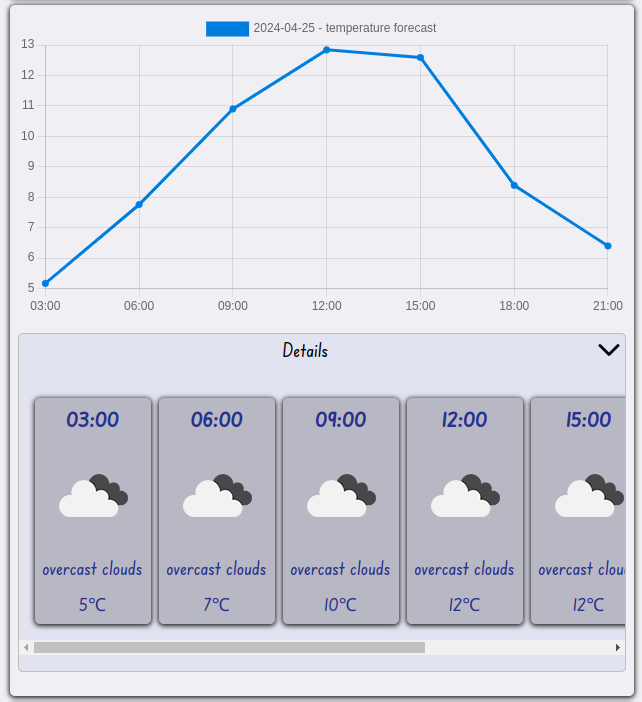 2024-04-25 - temperature forecast
13
12
11
10
9
8
7
6
5
03:00 06:00 09:00 12:00 15:00 18:00 21:00
Details
03:00 06:00 09:00 12:00 15:00
overcast clouds overcast clouds overcast clouds overcast clouds overcast clou
5°C 7°C 10°C 12°C 12°C